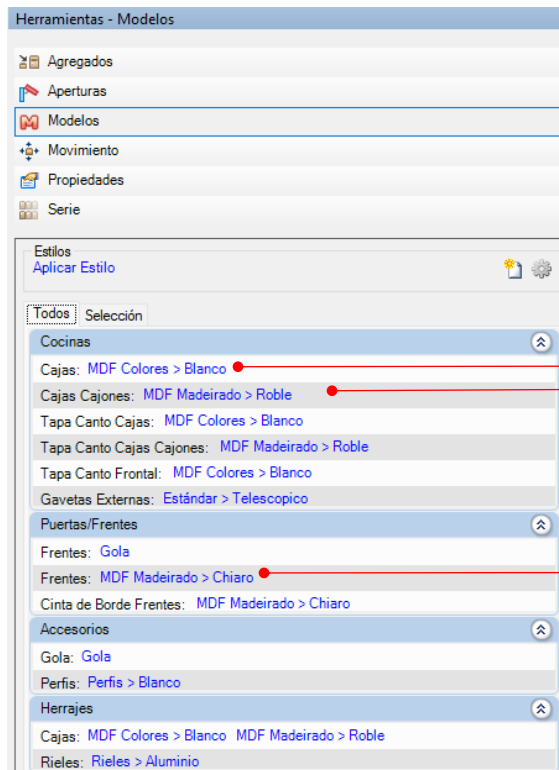 Herramientas - Modelos
Agregados
Aperturas
Modelos
Movimiento
Propiedades
Serie
Estilos
Aplicar Estilo
Todos Selección
Cocinas
Cajas: MDF Colores > Blanco
Cajas Cajones: MDF Madeirado > Roble
Tapa Canto Cajas: MDF Colores > Blanco
Tapa Canto Cajas Cajones: MDF Madeirado > Roble
Tapa Canto Frontal: MDF Colores > Blanco
Gavetas Externas: Estándar > Telescopico
Puertas/Frentes
Frentes: Gola
Frentes: MDF Madeirado > Chiaro
Cinta de Borde Frentes: MDF Madeirado > Chiaro
Accesorios
Gola: Gola
Perfis: Perfis > Blanco
Herrajes
Cajas: MDF Colores > Blanco MDF Madeirado > Roble
Rieles: Rieles > Aluminio